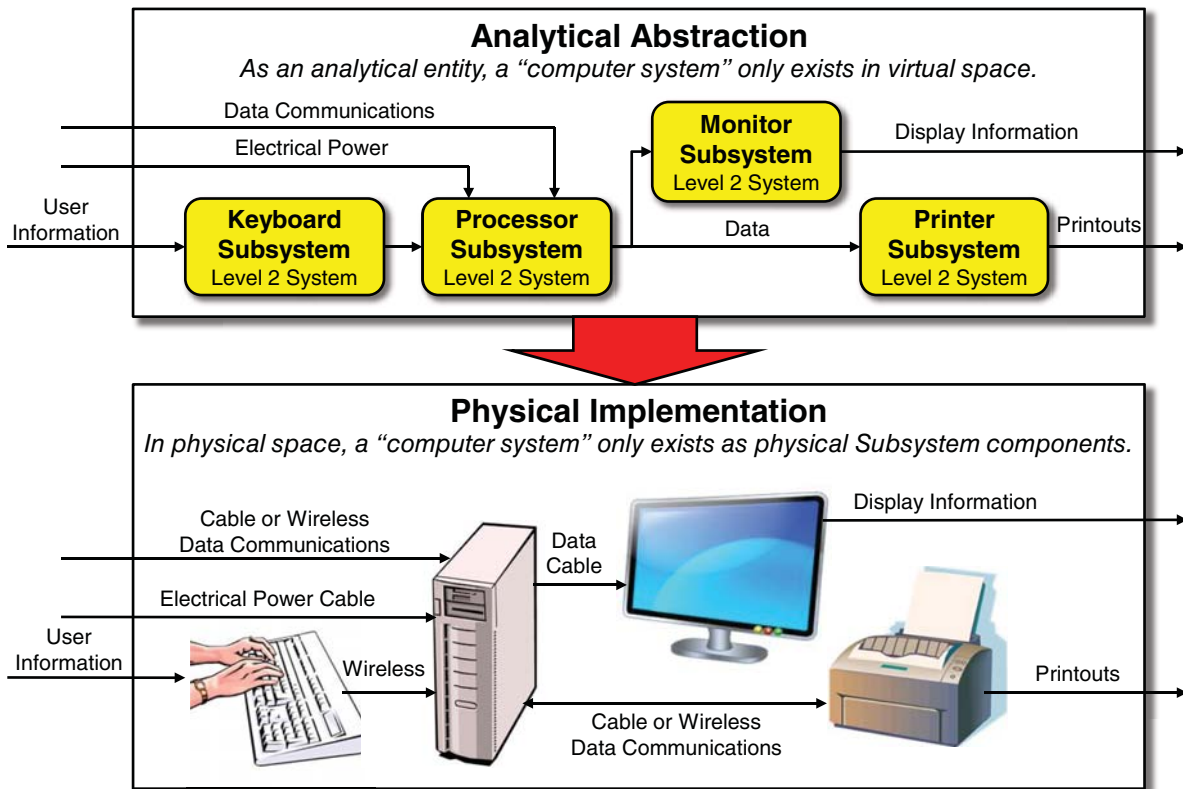 Analytical Abstraction
As an analytical entity, a “computer system” only exists in virtual space.
Data Communications
Electrical Power
User
Information
Keyboard
Subsystem
Level 2 System
Processor
Subsystem
Level 2 System
Monitor
Subsystem
Level 2 System
Display Information
Data
Printer
Subsystem
Level 2 System
Printouts
Physical Implementation
In physical space, a “computer system” only exists as physical Subsystem components.
Cable or Wireless
Data Communications
Electrical Power Cable
User
Information
Wireless
Data
Cable
Display Information
Cable or Wireless
Data Communications
Printouts